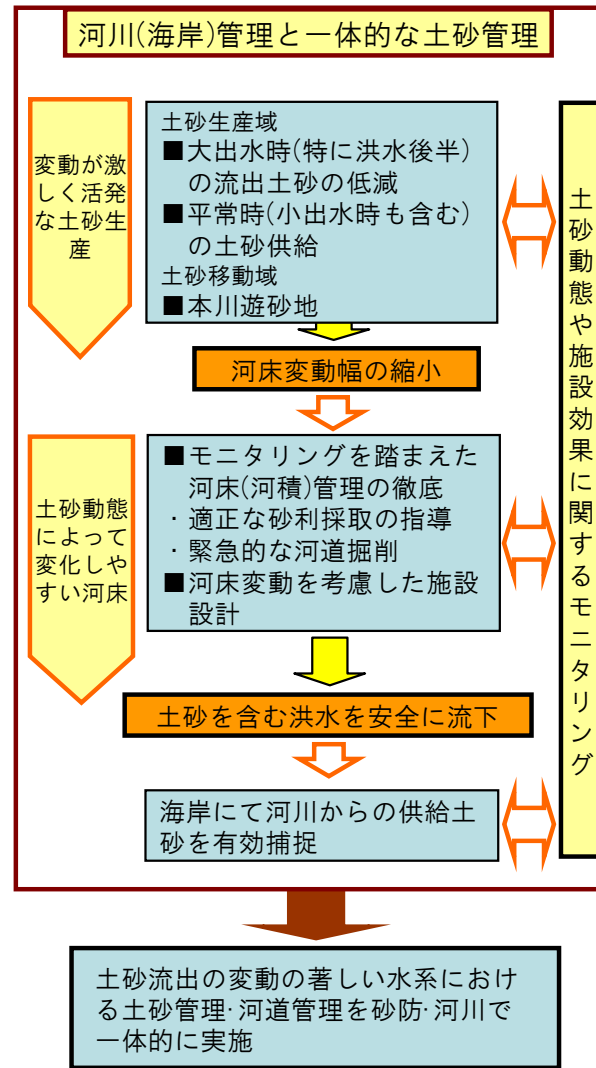 河川(海岸)管理と一体的な土砂管理
変動が激
しく活発
な土砂生
産
土砂生産域
■大出水時(特に洪水後半)
の流出土砂の低減
■平常時(小出水時も含む)
の土砂供給
土砂移動域
■本川遊砂地
河床変動幅の縮小
土砂動態
によって
変化しや
すい河床
■モニタリングを踏まえた
河床(河積)管理の徹底
・適正な砂利採取の指導
・緊急的な河道掘削
■河床変動を考慮した施設
設計
土砂を含む洪水を安全に流下
海岸にて河川からの供給土
砂を有効捕捉
土砂動態や施設効果に関するモニタリング
土砂流出の変動の著しい水系におけ
る土砂管理・河道管理を砂防・河川で
一体的に実施